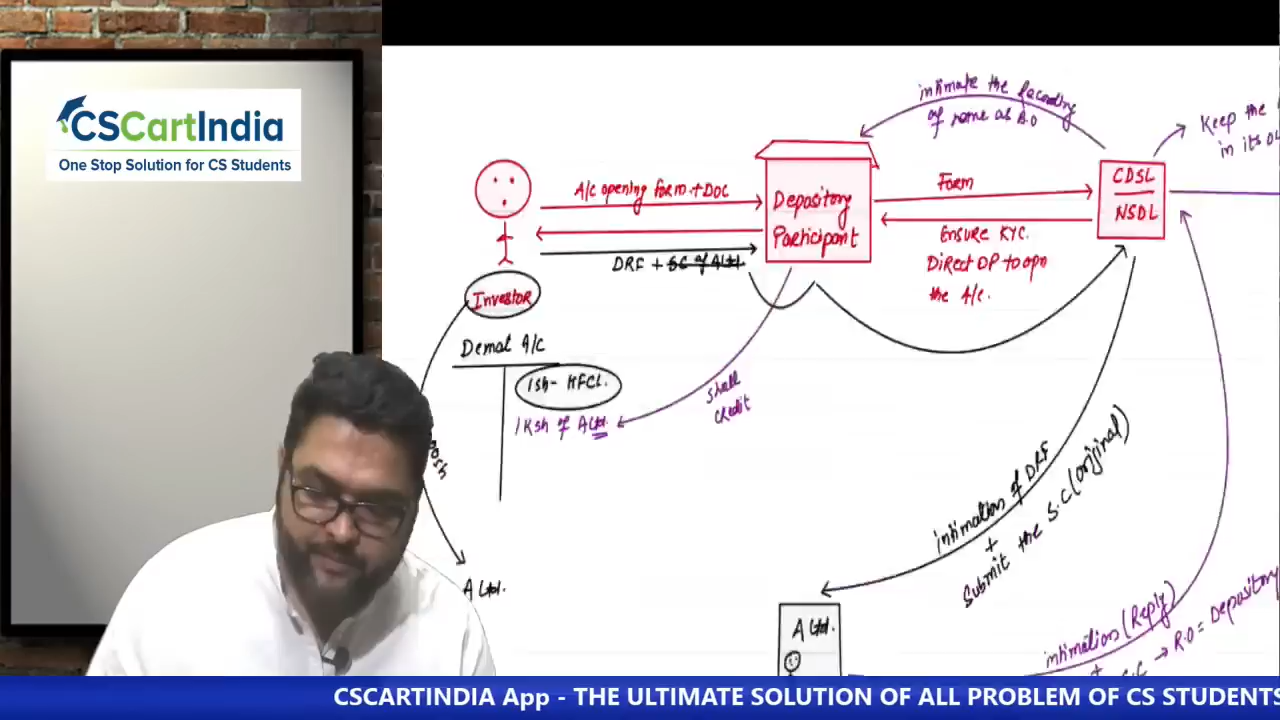 CSCartIndia
One Stop Solution for CS Students
intimate the
of name as B.O
Keep the
in its
A/c opening form + DOC
Depository
Participant
Form
CDSL
NSDL
Ensure KYC.
Direct DP to opn
the A/c.
DRF + SC of A Ltd.
Investor
Demat A/c
1sh- HFCL.
1Ksh of A Ltd.
shall
credit
intimation of DRF
+
Submit the S.C (original)
A Ltd.
A Ltd.
intimation (Reply)
+
S.C → R.O = Depository
CSCARTINDIA App - THE ULTIMATE SOLUTION OF ALL PROBLEM OF CS STUDENTS